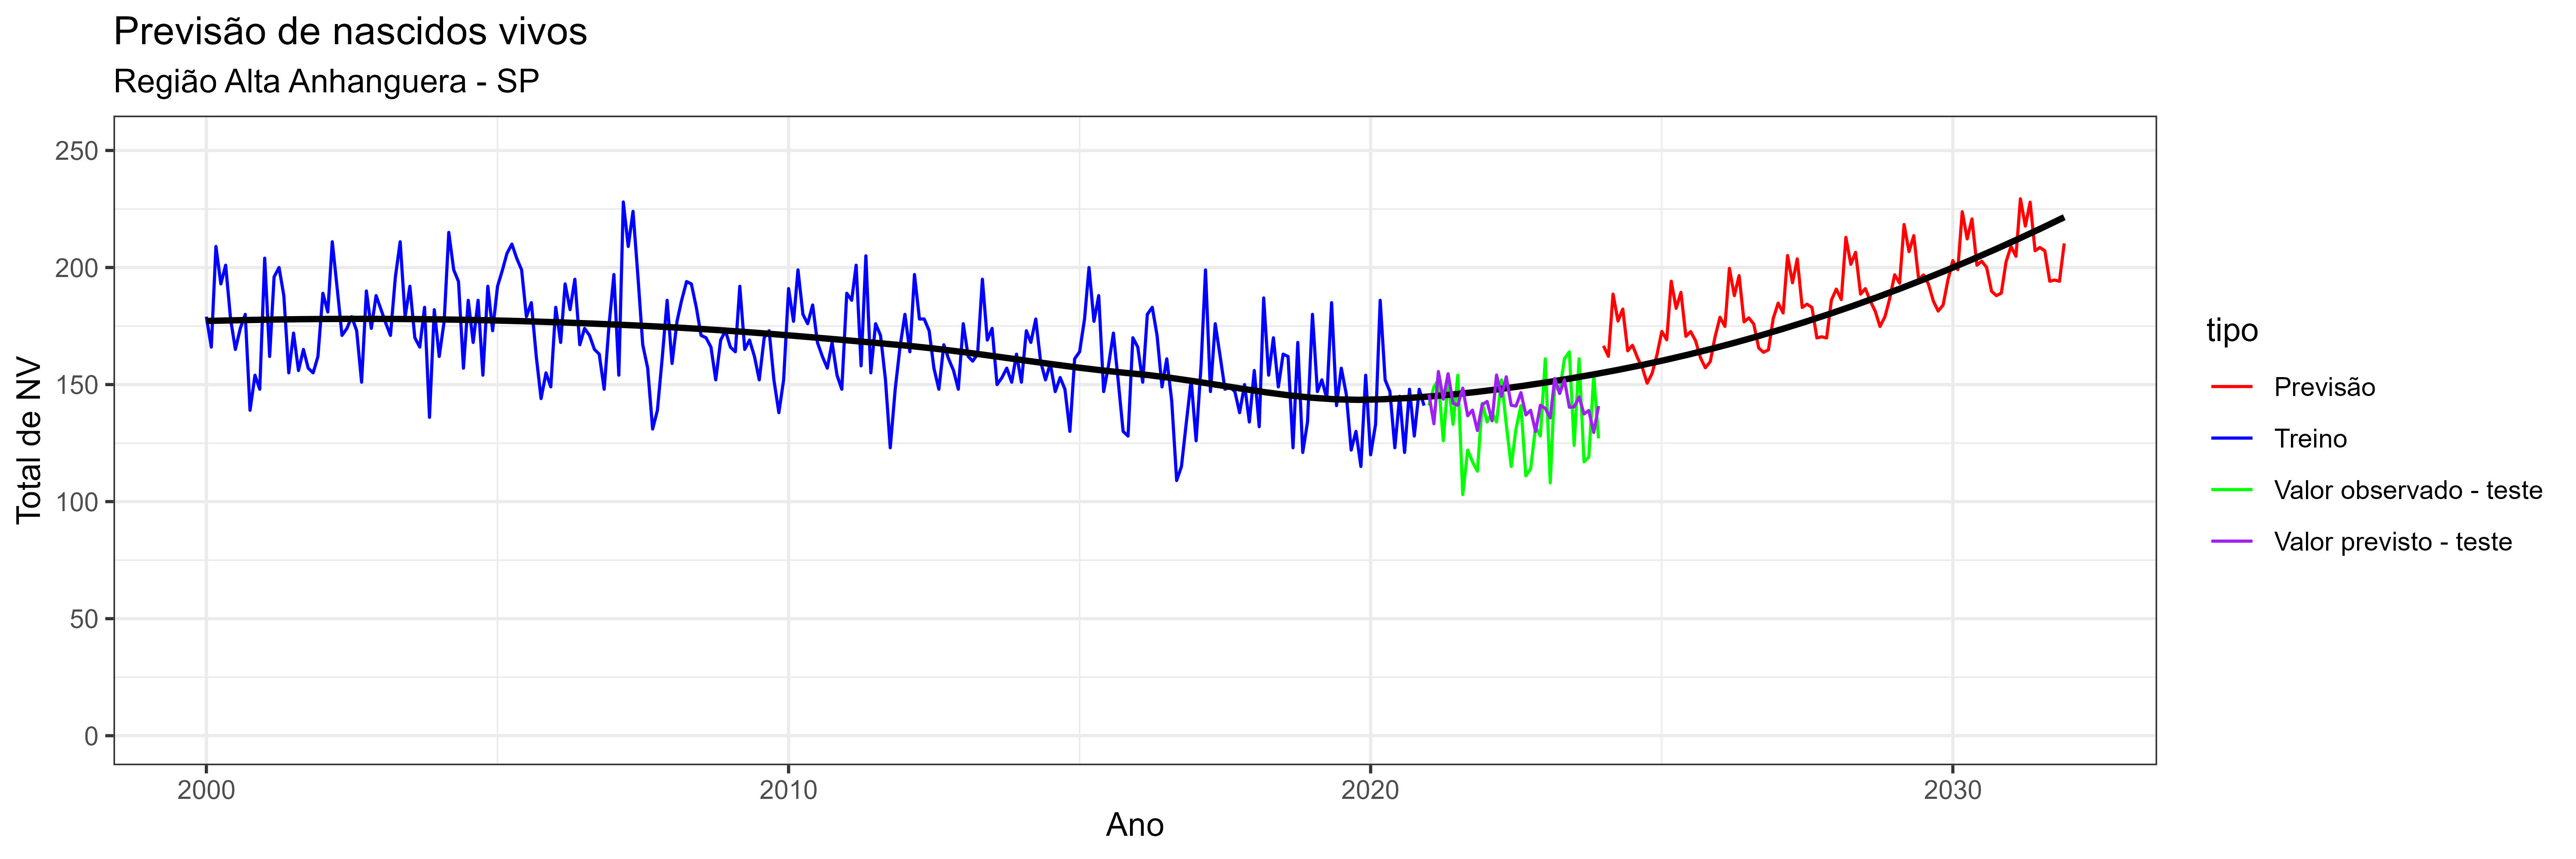 Previsão de nascidos vivos
Região Alta Anhanguera - SP
250
200
150
100
50
0
Total de NV
2000
2010
2020
2030
Ano
tipo
Previsão
Treino
Valor observado - teste
Valor previsto - teste